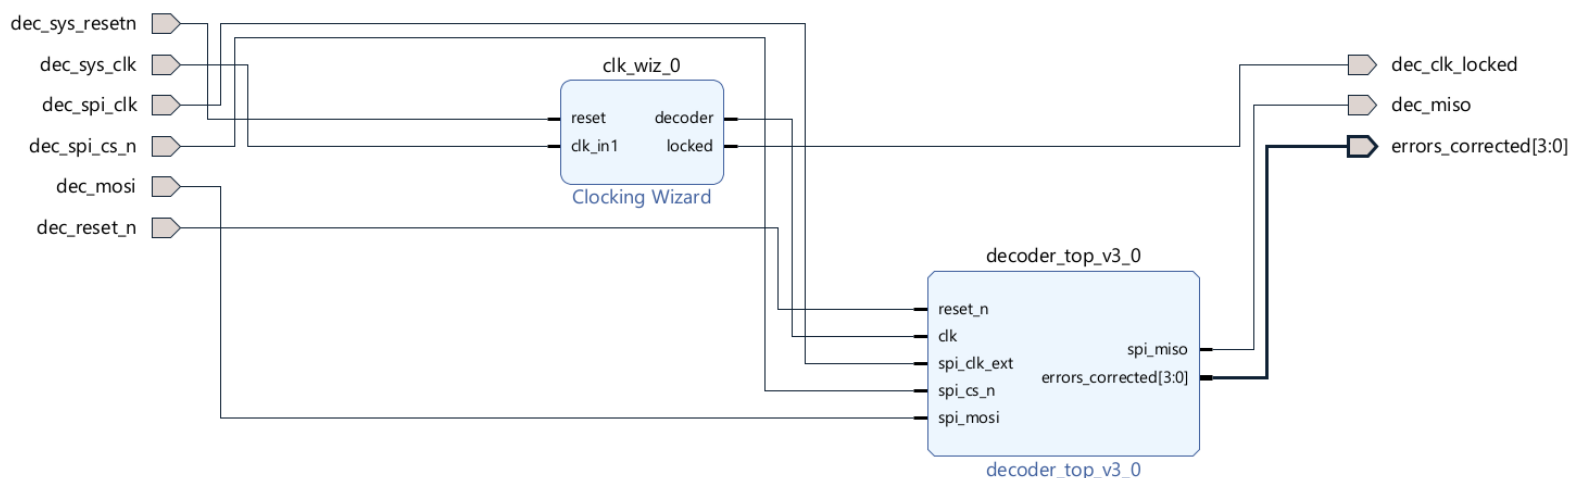 dec_sys_resetn
dec_sys_clk
dec_spi_clk
dec_spi_cs_n
dec_mosi
dec_reset_n
clk_wiz_0
reset
clk_in1
decoder
locked
Clocking Wizard
decoder_top_v3_0
reset_n
clk
spi_clk_ext
spi_cs_n
spi_mosi
spi_miso
errors_corrected[3:0]
decoder_top_v3_0
dec_clk_locked
dec_miso
errors_corrected[3:0]